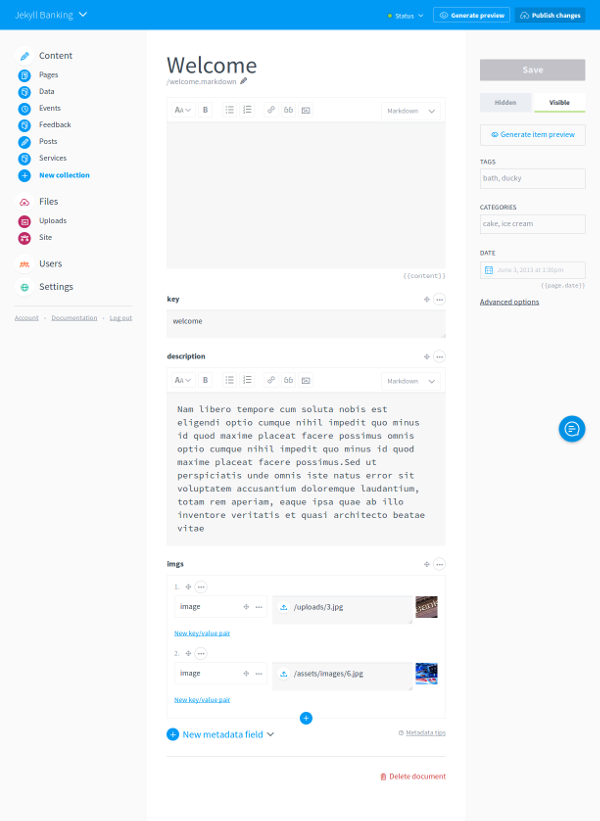 Jekyll Banking
Status
Generate preview
Publish changes
Content
Pages
Data
Events
Feedback
Posts
Services
New collection
Files
Uploads
Site
Users
Settings
Account · Documentation · Log out
Welcome
/welcome.markdown
Aa B Markdown
{{content}}
key
welcome
description
Aa B Markdown
Nam libero tempore cum soluta nobis est
eligendi optio cumque nihil impedit quo minus
id quod maxime placeat facere possimus omnis
optio cumque nihil impedit quo minus id quod
maxime placeat facere possimus.Sed ut
perspiciatis unde omnis iste natus error sit
voluptatem accusantium doloremque laudantium,
totam rem aperiam, eaque ipsa quae ab illo
inventore veritatis et quasi architecto beatae
vitae
imgs
1.
image /uploads/3.jpg
New key/value pair
2.
image /assets/images/6.jpg
New key/value pair
New metadata field
Metadata tips
Delete document
Save
Hidden Visible
Generate item preview
TAGS
bath, ducky
CATEGORIES
cake, ice cream
DATE
June 3, 2013 at 3:30pm
{{page.date}}
Advanced options